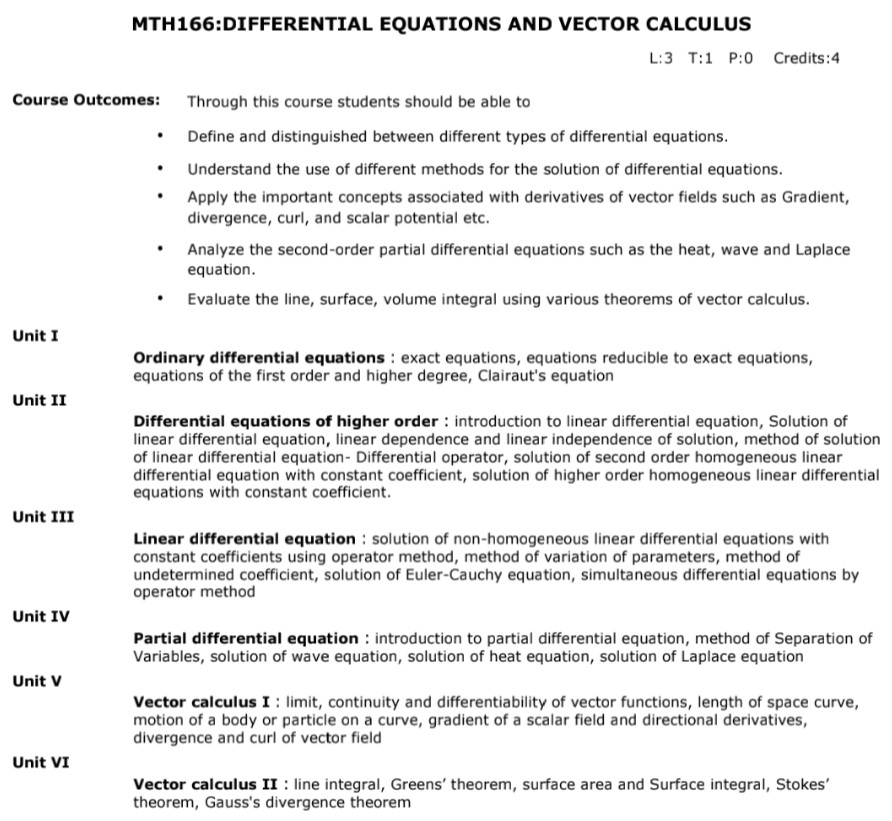 MTH166:DIFFERENTIAL EQUATIONS AND VECTOR CALCULUS
L:3 T:1 P:0 Credits:4
Course Outcomes: Through this course students should be able to
• Define and distinguished between different types of differential equations.
• Understand the use of different methods for the solution of differential equations.
• Apply the important concepts associated with derivatives of vector fields such as Gradient,
divergence, curl, and scalar potential etc.
• Analyze the second-order partial differential equations such as the heat, wave and Laplace
equation.
• Evaluate the line, surface, volume integral using various theorems of vector calculus.
Unit I
Ordinary differential equations : exact equations, equations reducible to exact equations,
equations of the first order and higher degree, Clairaut's equation
Unit II
Differential equations of higher order : introduction to linear differential equation, Solution of
linear differential equation, linear dependence and linear independence of solution, method of solution
of linear differential equation- Differential operator, solution of second order homogeneous linear
differential equation with constant coefficient, solution of higher order homogeneous linear differential
equations with constant coefficient.
Unit III
Linear differential equation : solution of non-homogeneous linear differential equations with
constant coefficients using operator method, method of variation of parameters, method of
undetermined coefficient, solution of Euler-Cauchy equation, simultaneous differential equations by
operator method
Unit IV
Partial differential equation : introduction to partial differential equation, method of Separation of
Variables, solution of wave equation, solution of heat equation, solution of Laplace equation
Unit V
Vector calculus I : limit, continuity and differentiability of vector functions, length of space curve,
motion of a body or particle on a curve, gradient of a scalar field and directional derivatives,
divergence and curl of vector field
Unit VI
Vector calculus II : line integral, Greens’ theorem, surface area and Surface integral, Stokes’
theorem, Gauss's divergence theorem